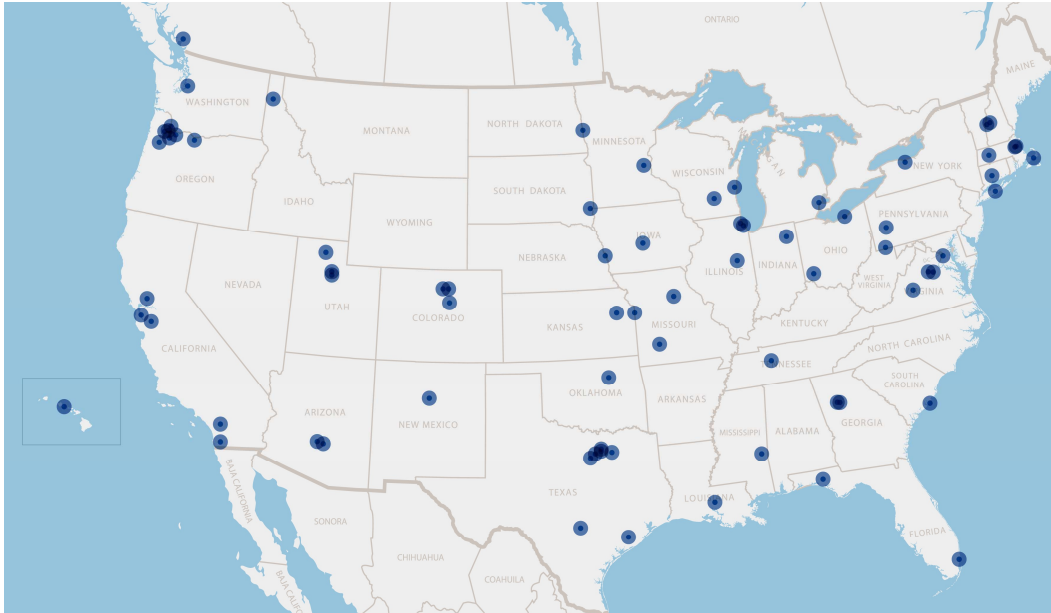 ONTARIO
MAINE
WASHINGTON
MONTANA
NORTH DAKOTA
MINNESOTA
WISCONSIN
NEW YORK
OREGON
IDAHO
SOUTH DAKOTA
WYOMING
PENNSYLVANIA
NEBRASKA
OHIO
ILLINOIS
INDIANA
NEVADA
UTAH
WEST
VIRGINIA
COLORADO
KANSAS
MISSOURI
KENTUCKY
CALIFORNIA
NORTH CAROLINA
SOUTH
CAROLINA
OKLAHOMA
ARKANSAS
ARIZONA
NEW MEXICO
MISSISSIPPI
ALABAMA
GEORGIA
TEXAS
BAJA CALIFORNIA
SONORA
FLORIDA
CHIHUAHUA
COAHUILA